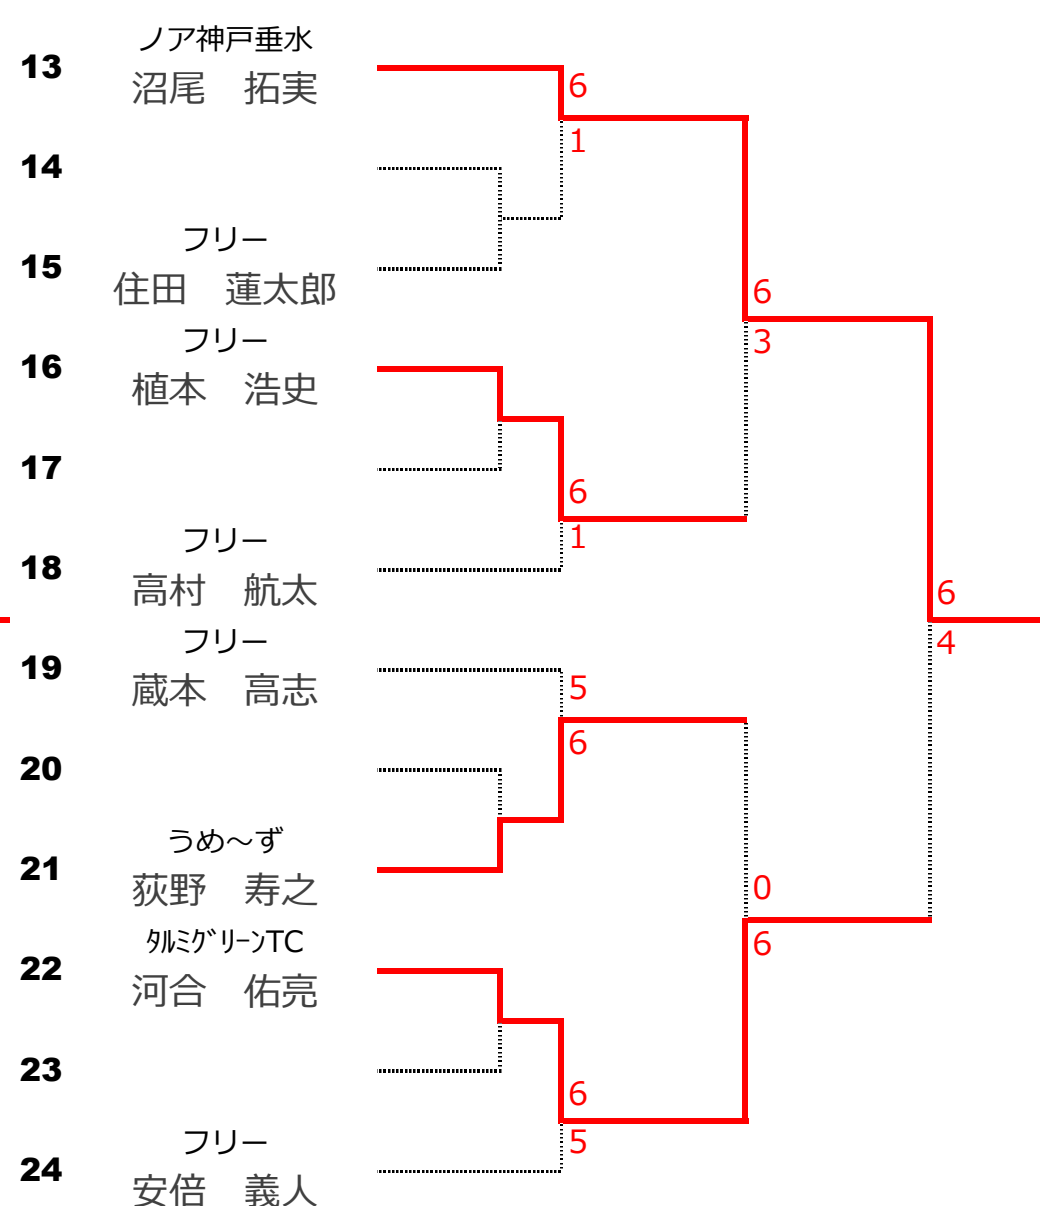 ノア神戸垂水
13
沼尾　拓実
6
1
14
フリー
15
住田　蓮太郎
6
3
フリー
16
植本　浩史
17
6
1
フリー
18
高村　航太
6
4
フリー
19
蔵本　高志
5
6
20
うめ～ず
21
荻野　寿之
0
6
ﾀﾙﾐｸﾞﾘｰﾝTC
22
河合　佑亮
23
6
5
フリー
24
安倍　義人